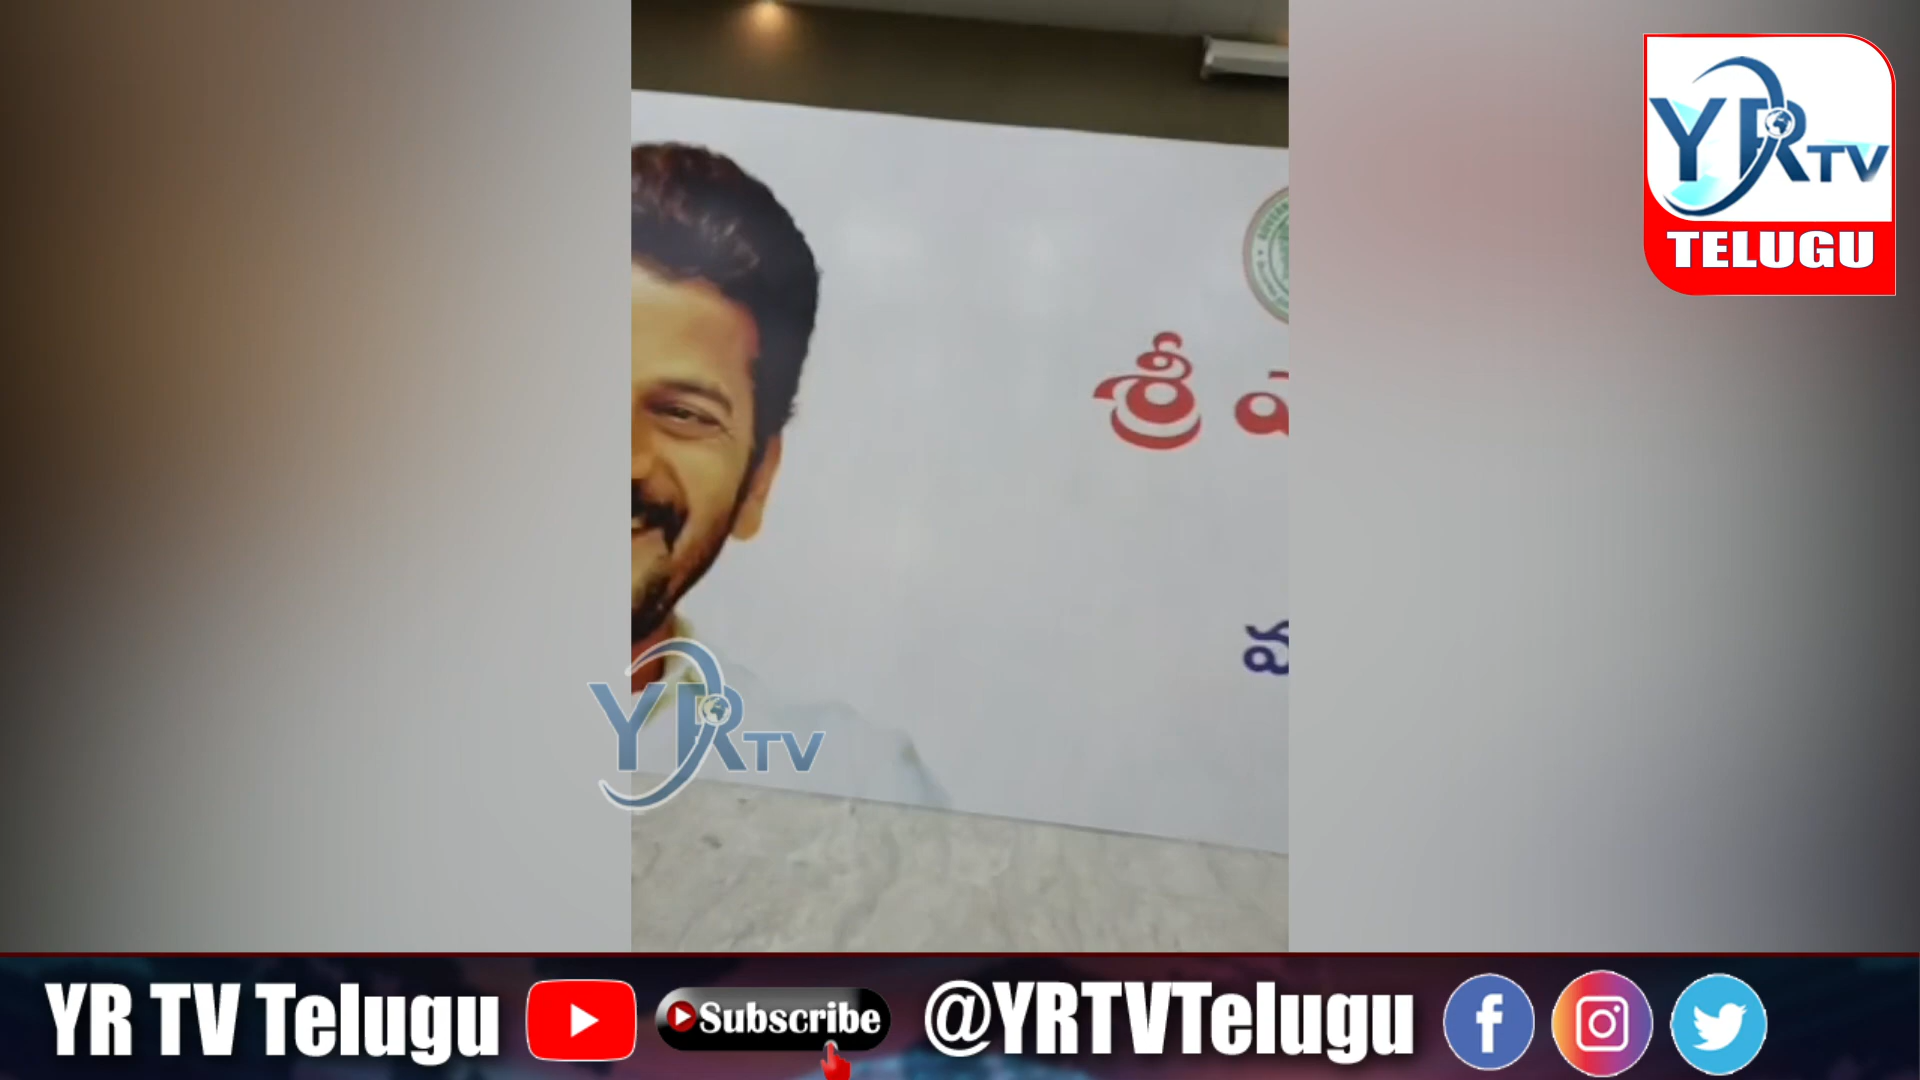 YRTV
TELUGU
శ్రీ
YRTV
YR TV Telugu
Subscribe
@YRTVTelugu